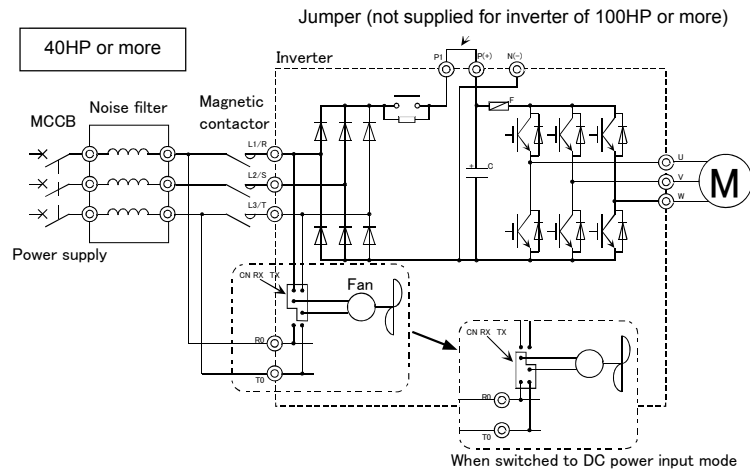 Jumper (not supplied for inverter of 100HP or more)
40HP or more
Inverter
P1
P(+)
N(-)
MCCB
Noise filter
Magnetic
contactor
F
L1/R
L2/S
L3/T
+
C
U
V
W
M
Power supply
CN RX TX
Fan
R0
T0
CN RX TX
R0
T0
When switched to DC power input mode